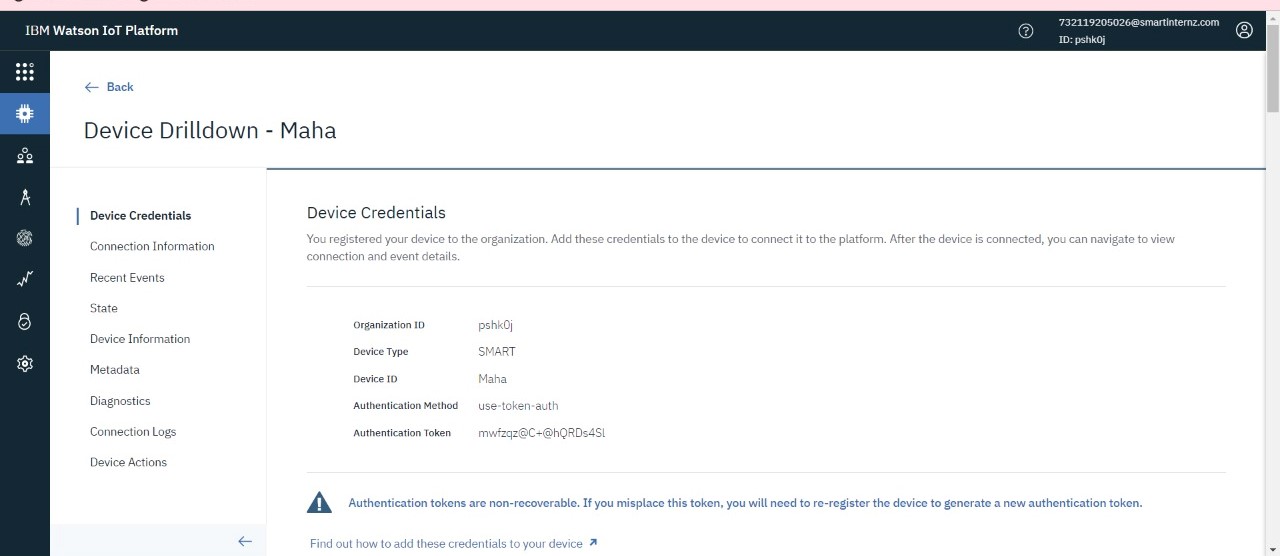 IBM Watson IoT Platform
732119205026@smartinternz.com
ID: pshk0j
Back
Device Drilldown - Maha
Device Credentials
Connection Information
Recent Events
State
Device Information
Metadata
Diagnostics
Connection Logs
Device Actions
Device Credentials
You registered your device to the organization. Add these credentials to the device to connect it to the platform. After the device is connected, you can navigate to view
connection and event details.
Organization ID pshk0j
Device Type SMART
Device ID Maha
Authentication Method use-token-auth
Authentication Token mwfzqz@C+@hQRDs4Sl
Authentication tokens are non-recoverable. If you misplace this token, you will need to re-register the device to generate a new authentication token.
Find out how to add these credentials to your device